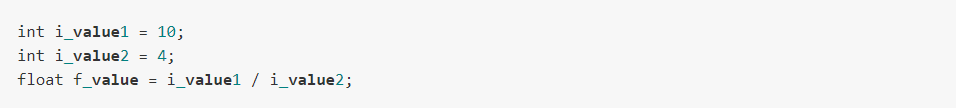 int i_value1 = 10;
int i_value2 = 4;
float f_value = i_value1 / i_value2;